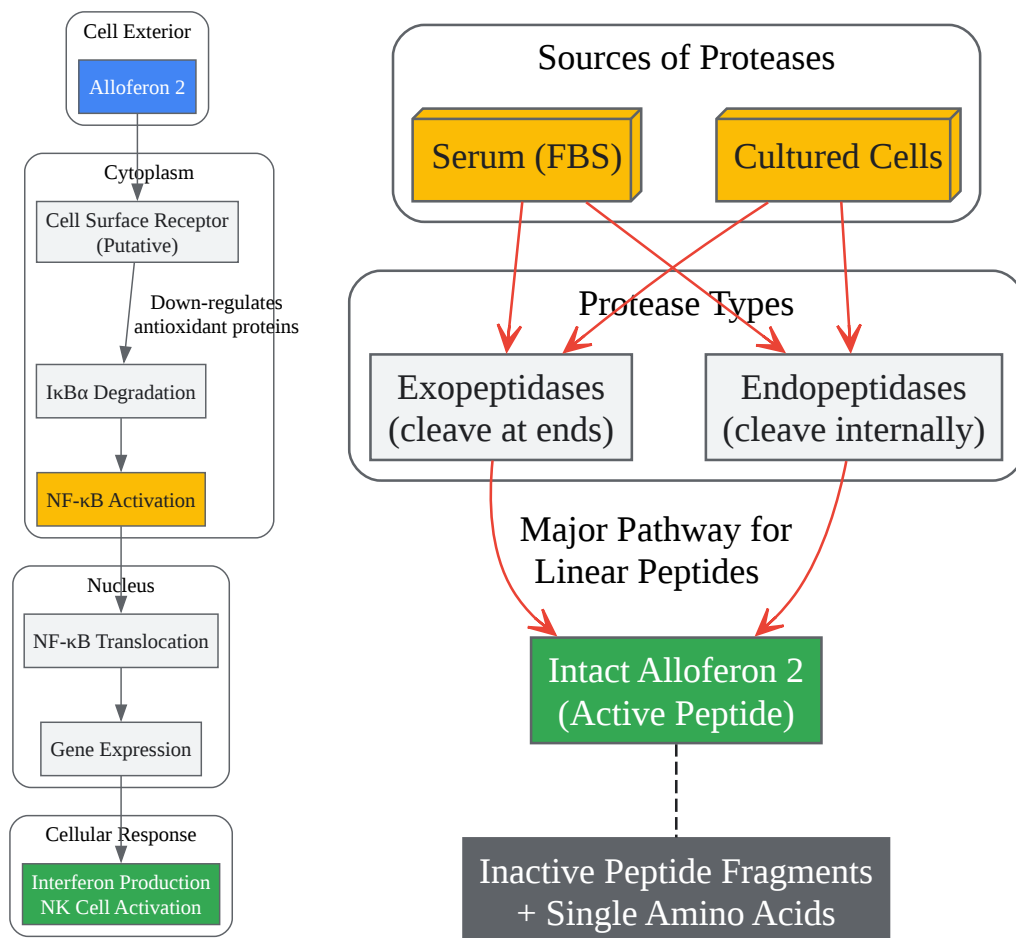 Cell Exterior
Alloferon 2
Cytoplasm
Cell Surface Receptor
(Putative)
Down-regulates
antioxidant proteins
IκBα Degradation
NF-κB Activation
Nucleus
NF-κB Translocation
Gene Expression
Cellular Response
Interferon Production
NK Cell Activation
Sources of Proteases
Serum (FBS)
Cultured Cells
Protease Types
Exopeptidases
(cleave at ends)
Endopeptidases
(cleave internally)
Major Pathway for
Linear Peptides
Intact Alloferon 2
(Active Peptide)
Inactive Peptide Fragments
+ Single Amino Acids